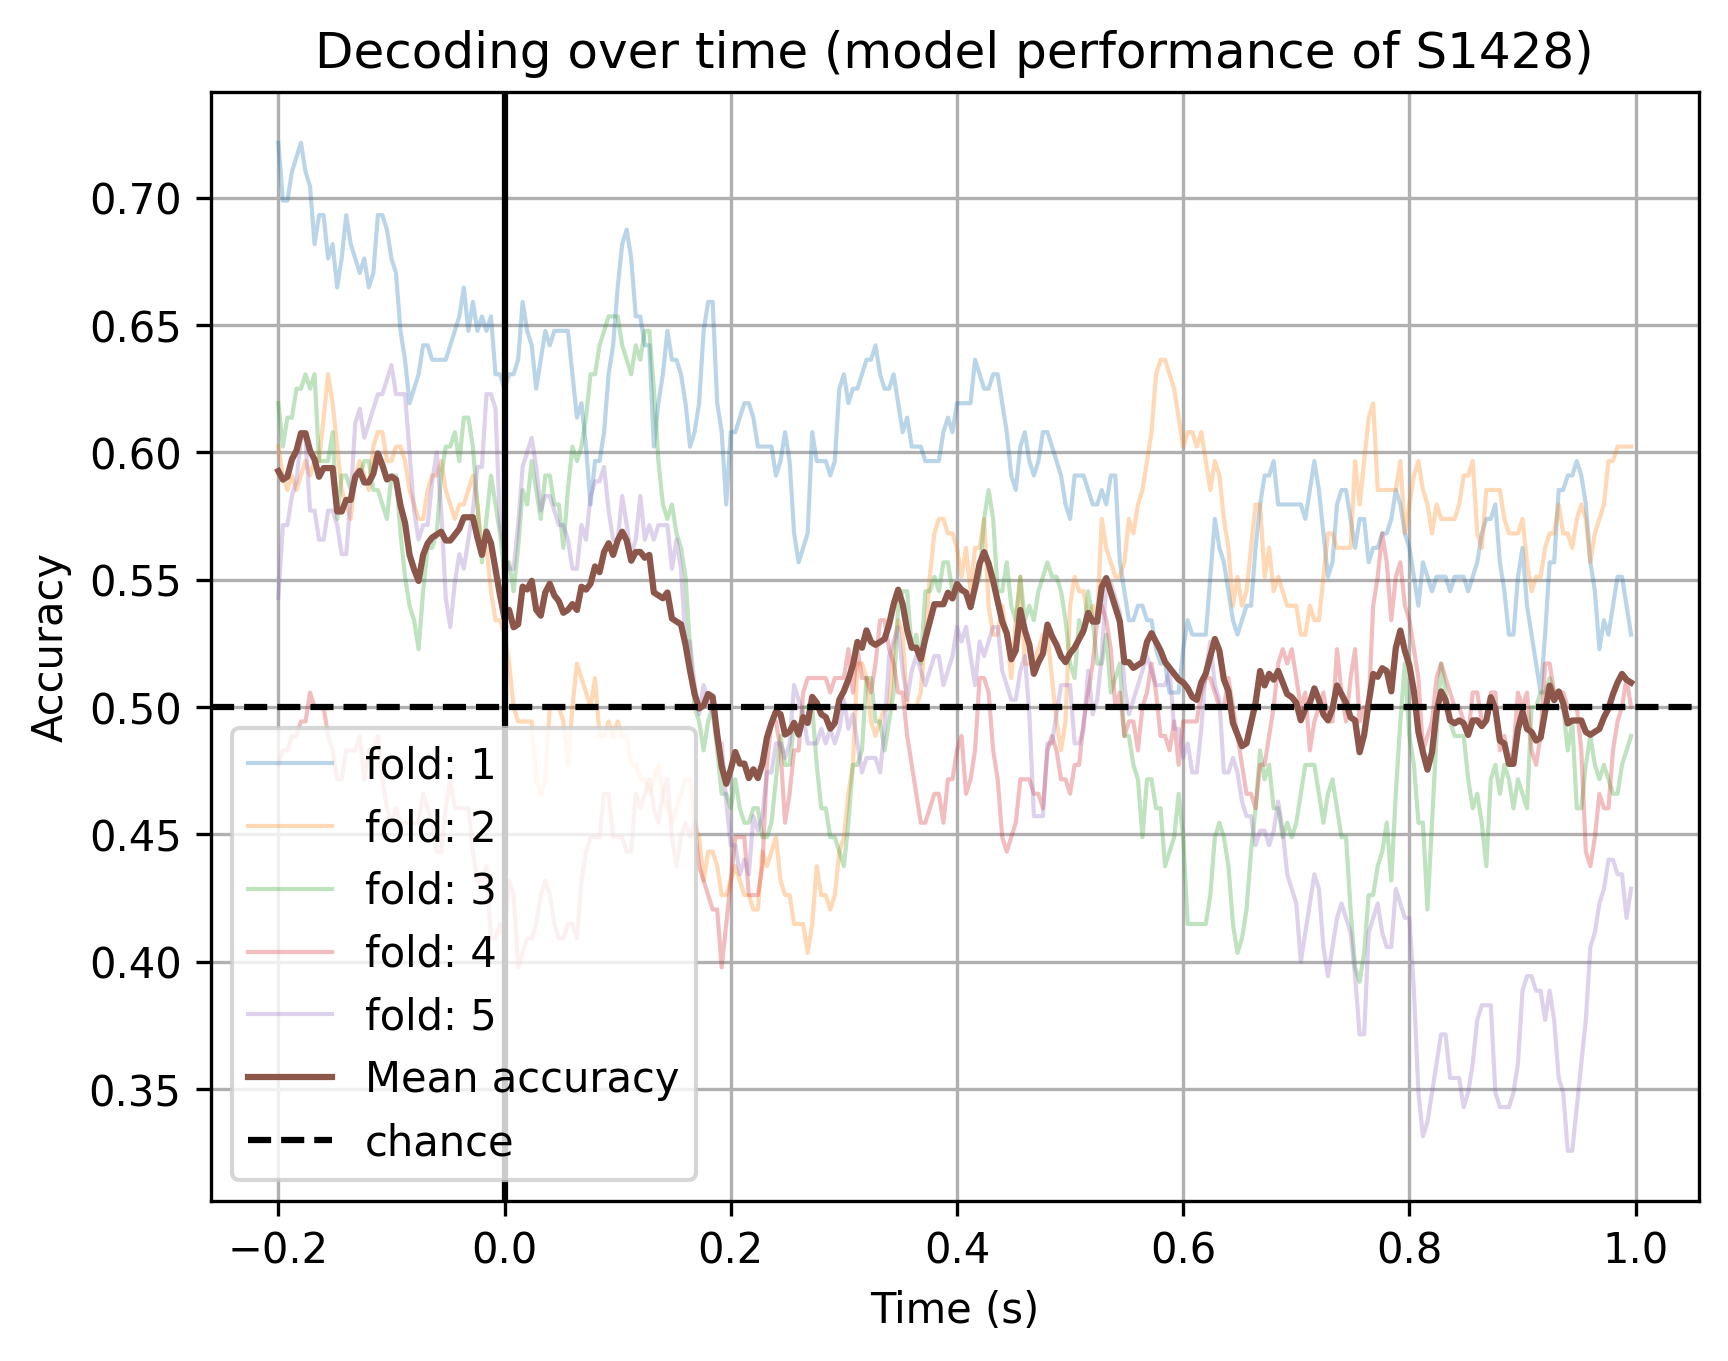 Decoding over time (model performance of S1428)
Accuracy
0.70
0.65
0.60
0.55
0.50
0.45
0.40
0.35
fold: 1
fold: 2
fold: 3
fold: 4
fold: 5
Mean accuracy
chance
−0.2 0.0 0.2 0.4 0.6 0.8 1.0
Time (s)